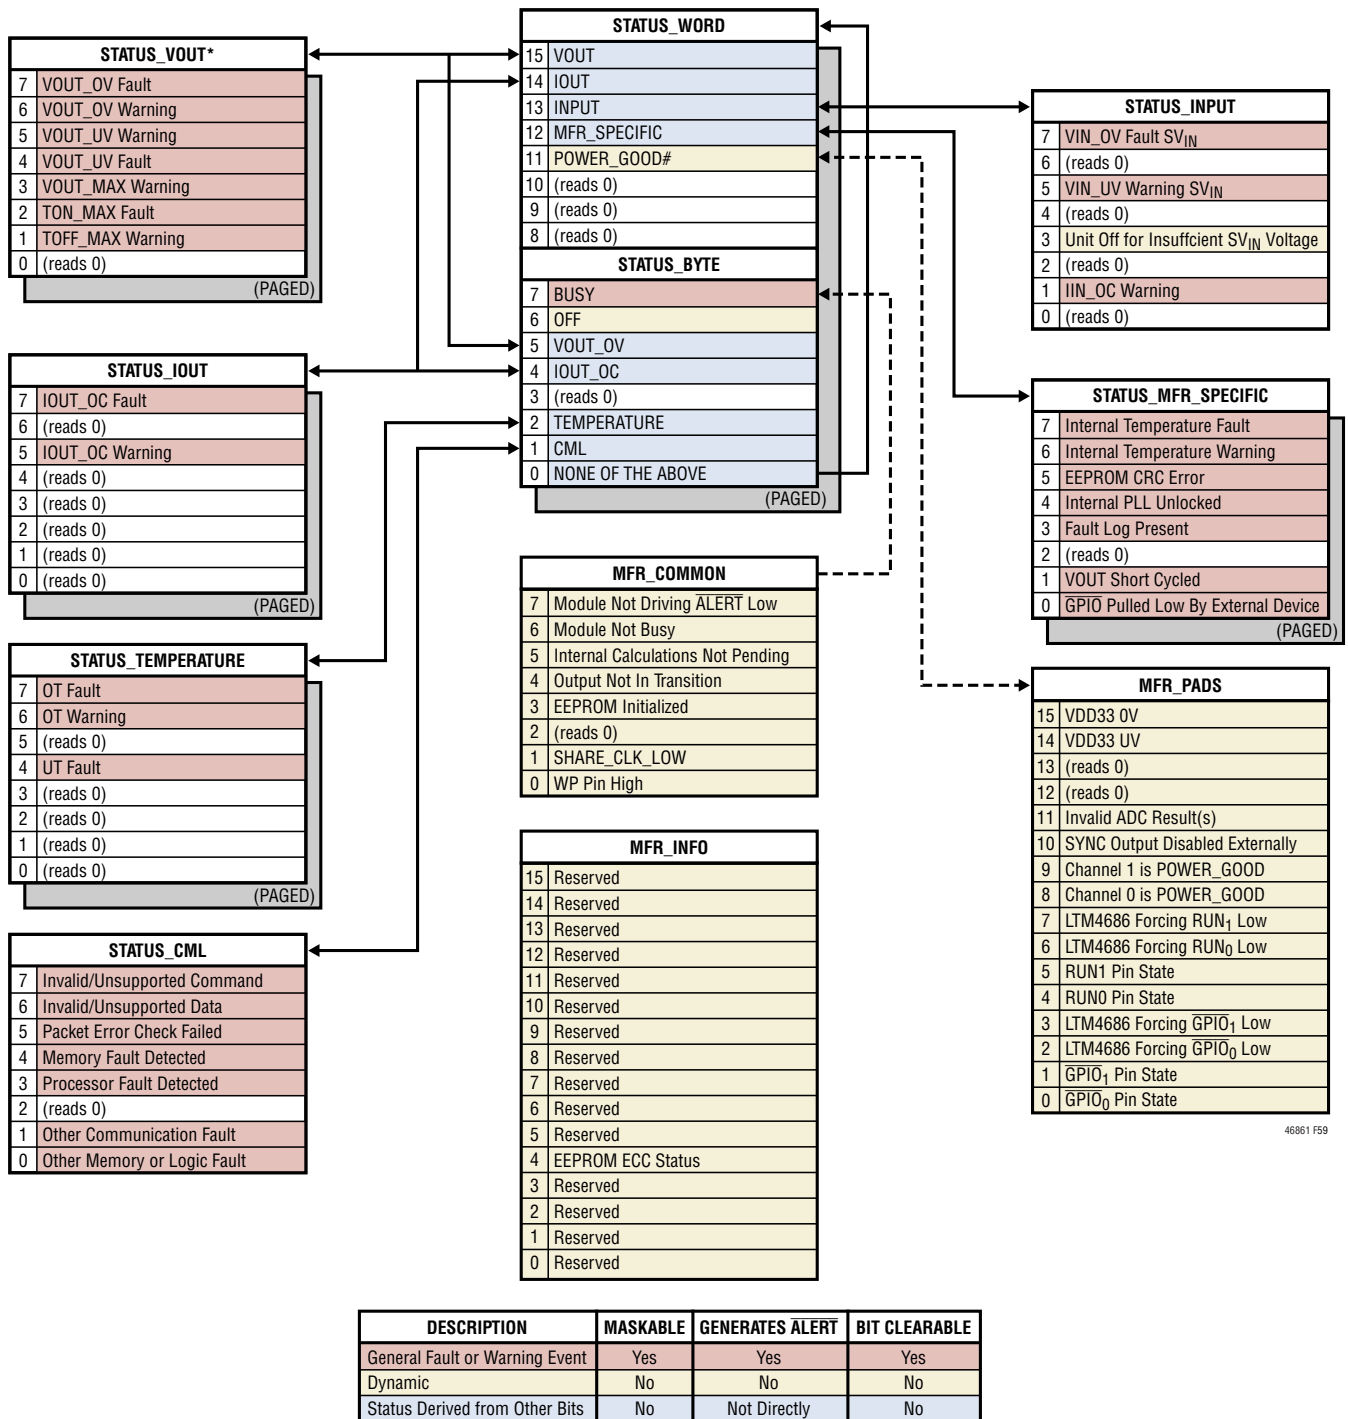 STATUS_VOUT*
7 VOUT_OV Fault
6 VOUT_OV Warning
5 VOUT_UV Warning
4 VOUT_UV Fault
3 VOUT_MAX Warning
2 TON_MAX Fault
1 TOFF_MAX Warning
0 (reads 0)
(PAGED)
STATUS_IOUT
7 IOUT_OC Fault
6 (reads 0)
5 IOUT_OC Warning
4 (reads 0)
3 (reads 0)
2 (reads 0)
1 (reads 0)
0 (reads 0)
(PAGED)
STATUS_TEMPERATURE
7 OT Fault
6 OT Warning
5 (reads 0)
4 UT Fault
3 (reads 0)
2 (reads 0)
1 (reads 0)
0 (reads 0)
(PAGED)
STATUS_CML
7 Invalid/Unsupported Command
6 Invalid/Unsupported Data
5 Packet Error Check Failed
4 Memory Fault Detected
3 Processor Fault Detected
2 (reads 0)
1 Other Communication Fault
0 Other Memory or Logic Fault
STATUS_WORD
15 VOUT
14 IOUT
13 INPUT
12 MFR_SPECIFIC
11 POWER_GOOD#
10 (reads 0)
9 (reads 0)
8 (reads 0)
STATUS_BYTE
7 BUSY
6 OFF
5 VOUT_OV
4 IOUT_OC
3 (reads 0)
2 TEMPERATURE
1 CML
0 NONE OF THE ABOVE
(PAGED)
MFR_COMMON
7 Module Not Driving ALERT Low
6 Module Not Busy
5 Internal Calculations Not Pending
4 Output Not In Transition
3 EEPROM Initialized
2 (reads 0)
1 SHARE_CLK_LOW
0 WP Pin High
MFR_INFO
15 Reserved
14 Reserved
13 Reserved
12 Reserved
11 Reserved
10 Reserved
9 Reserved
8 Reserved
7 Reserved
6 Reserved
5 Reserved
4 EEPROM ECC Status
3 Reserved
2 Reserved
1 Reserved
0 Reserved
STATUS_INPUT
7 VIN_OV Fault SVIN
6 (reads 0)
5 VIN_UV Warning SVIN
4 (reads 0)
3 Unit Off for Insuffcient SVIN Voltage
2 (reads 0)
1 IIN_OC Warning
0 (reads 0)
STATUS_MFR_SPECIFIC
7 Internal Temperature Fault
6 Internal Temperature Warning
5 EEPROM CRC Error
4 Internal PLL Unlocked
3 Fault Log Present
2 (reads 0)
1 VOUT Short Cycled
0 GPIO Pulled Low By External Device
(PAGED)
MFR_PADS
15 VDD33 0V
14 VDD33 UV
13 (reads 0)
12 (reads 0)
11 Invalid ADC Result(s)
10 SYNC Output Disabled Externally
9 Channel 1 is POWER_GOOD
8 Channel 0 is POWER_GOOD
7 LTM4686 Forcing RUN1 Low
6 LTM4686 Forcing RUN0 Low
5 RUN1 Pin State
4 RUN0 Pin State
3 LTM4686 Forcing GPIO1 Low
2 LTM4686 Forcing GPIO0 Low
1 GPIO1 Pin State
0 GPIO0 Pin State
46861 F59
DESCRIPTION MASKABLE GENERATES ALERT BIT CLEARABLE
General Fault or Warning Event Yes Yes Yes
Dynamic No No No
Status Derived from Other Bits No Not Directly No